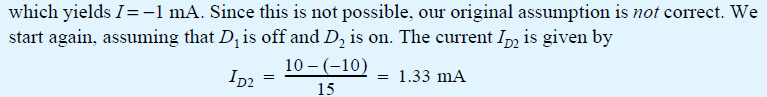 which yields I = −1 mA. Since this is not possible, our original assumption is not correct. We
start again, assuming that D₁ is off and D₂ is on. The current I_D2 is given by
I_D2 = 10 – (–10) / 15 = 1.33 mA